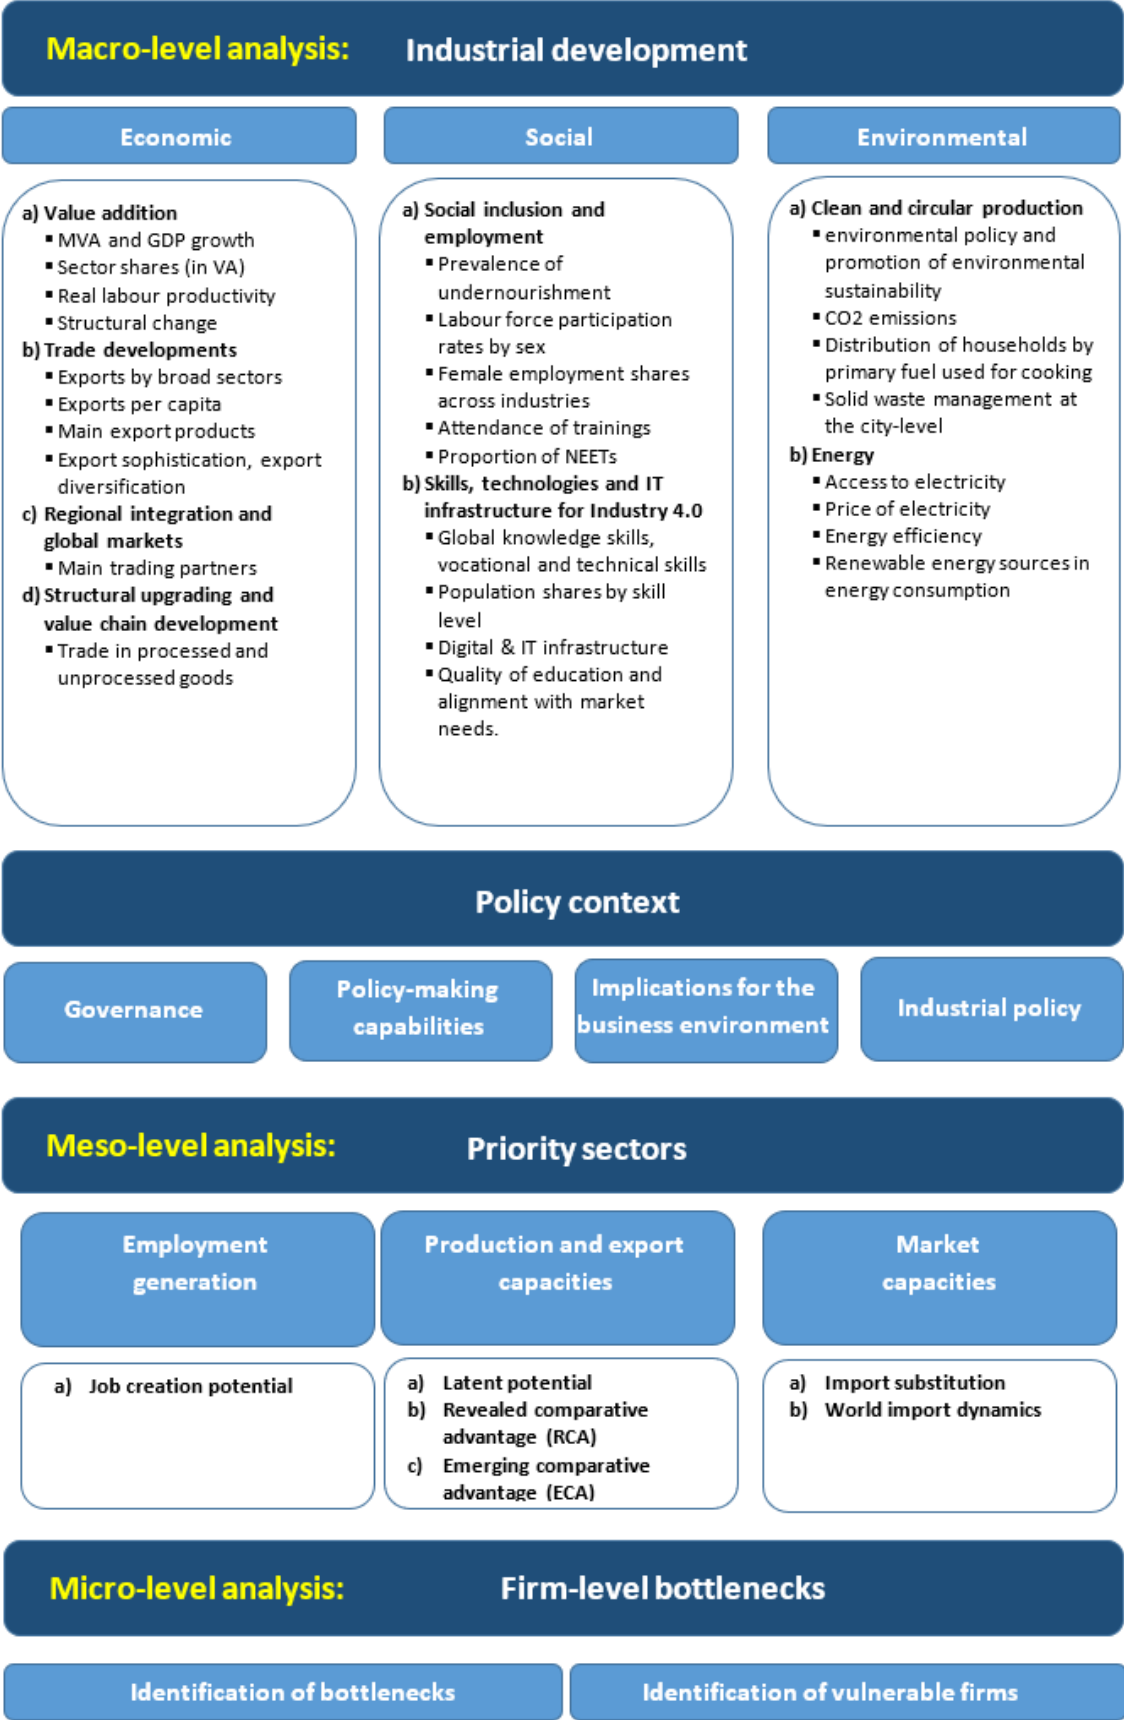 Macro-level analysis: Industrial development
Economic
Social
Environmental
a) Value addition
▪ MVA and GDP growth
▪ Sector shares (in VA)
▪ Real labour productivity
▪ Structural change
b) Trade developments
▪ Exports by broad sectors
▪ Exports per capita
▪ Main export products
▪ Export sophistication, export
diversification
c) Regional integration and
global markets
▪ Main trading partners
d) Structural upgrading and
value chain development
▪ Trade in processed and
unprocessed goods
a) Social inclusion and
employment
▪ Prevalence of
undernourishment
▪ Labour force participation
rates by sex
▪ Female employment shares
across industries
▪ Attendance of trainings
▪ Proportion of NEETs
b) Skills, technologies and IT
infrastructure for Industry 4.0
▪ Global knowledge skills,
vocational and technical skills
▪ Population shares by skill
level
▪ Digital & IT infrastructure
▪ Quality of education and
alignment with market
needs.
a) Clean and circular production
▪ environmental policy and
promotion of environmental
sustainability
▪ CO2 emissions
▪ Distribution of households by
primary fuel used for cooking
▪ Solid waste management at
the city-level
b) Energy
▪ Access to electricity
▪ Price of electricity
▪ Energy efficiency
▪ Renewable energy sources in
energy consumption
Policy context
Governance
Policy-making
capabilities
Implications for the
business environment
Industrial policy
Meso-level analysis: Priority sectors
Employment
generation
Production and export
capacities
Market
capacities
a) Job creation potential
a) Latent potential
b) Revealed comparative
advantage (RCA)
c) Emerging comparative
advantage (ECA)
a) Import substitution
b) World import dynamics
Micro-level analysis: Firm-level bottlenecks
Identification of bottlenecks
Identification of vulnerable firms